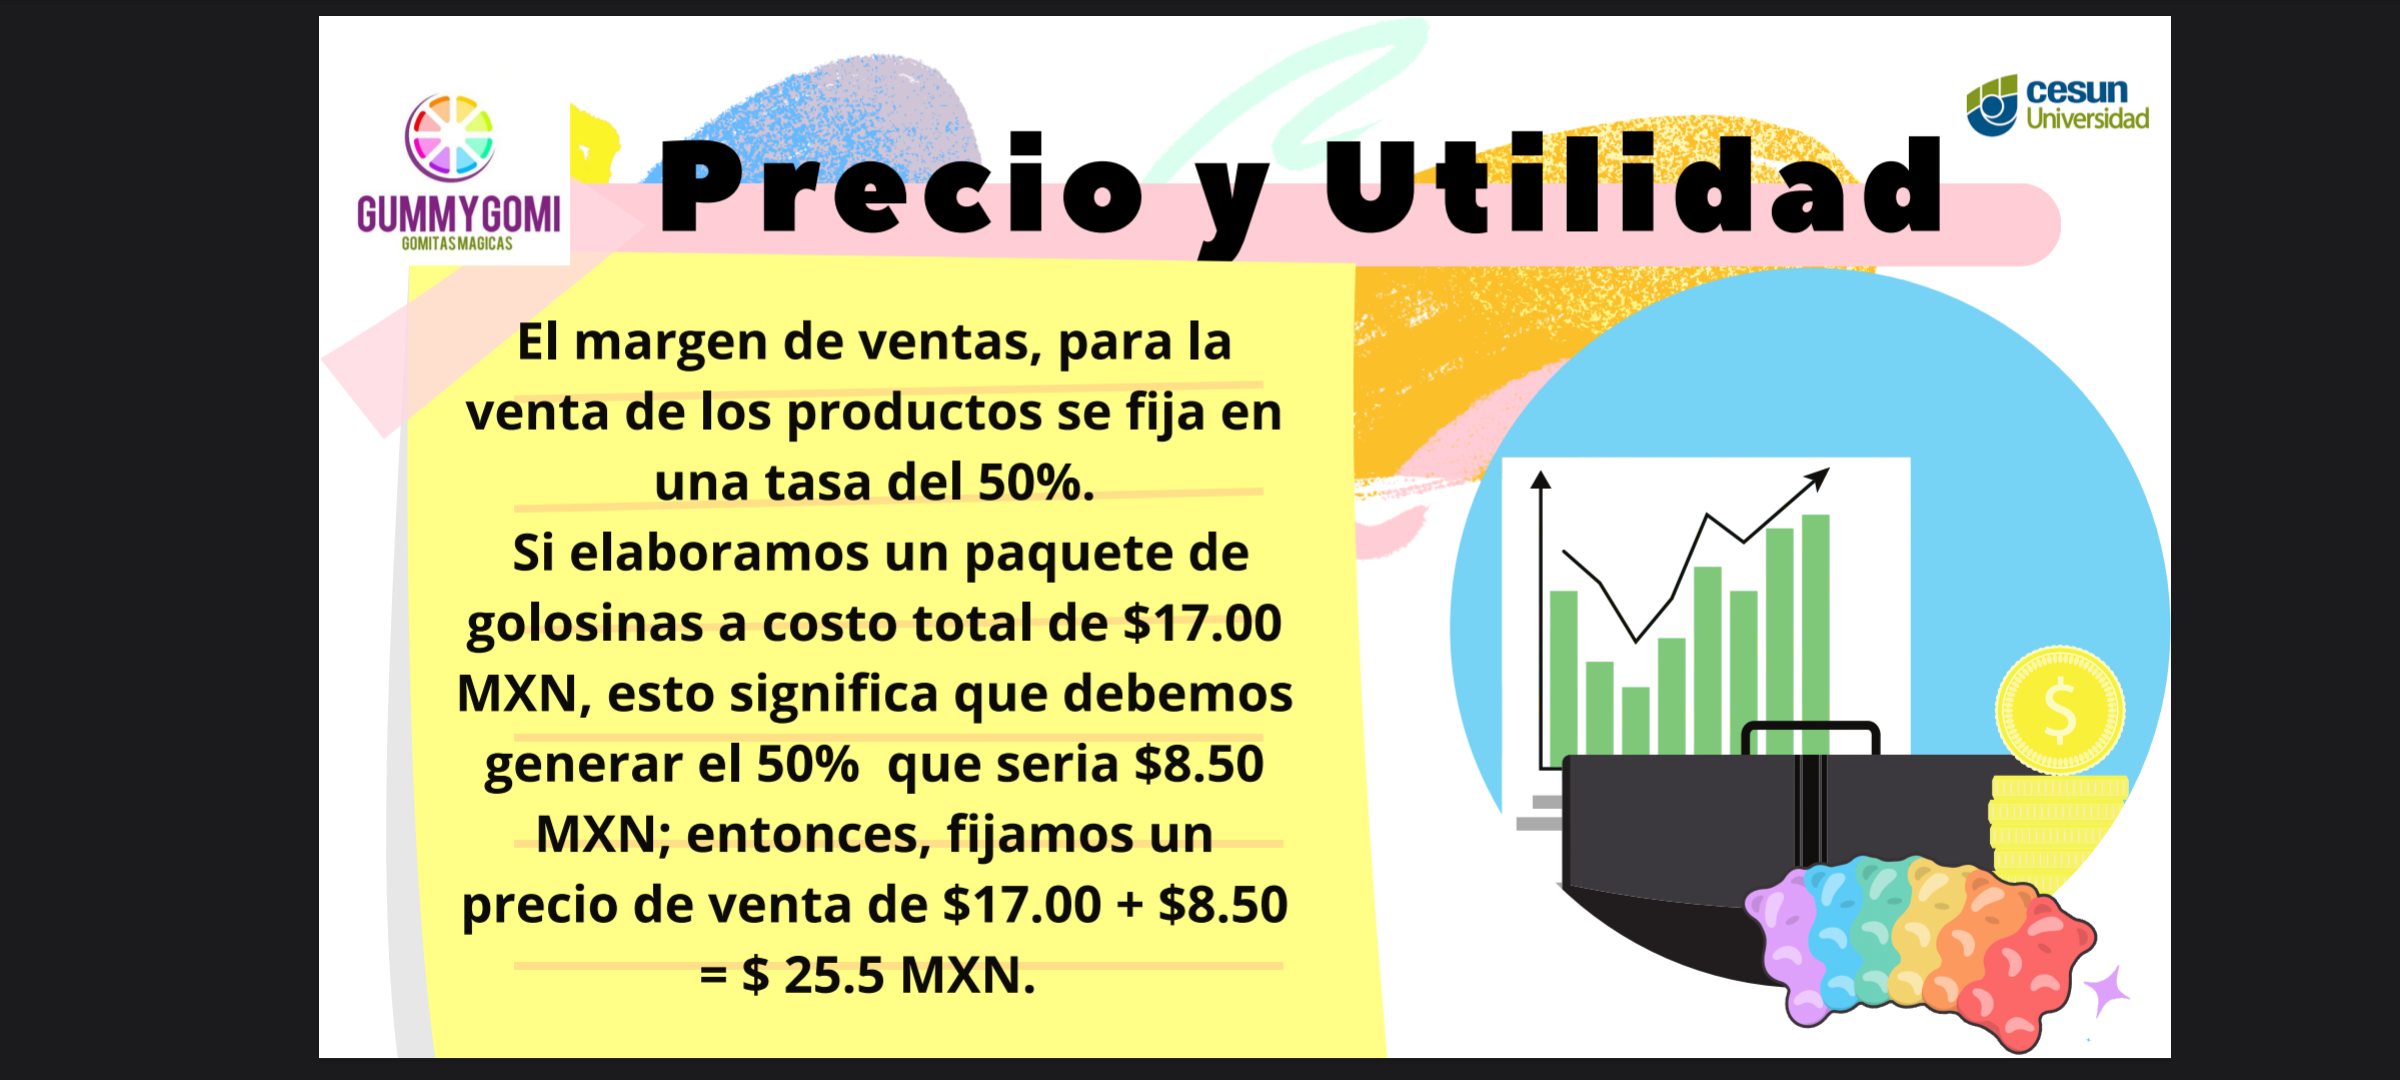 GUMMYGOMI
GOMITAS MAGICAS
Precio y Utilidad
cesun
Universidad
El margen de ventas, para la
venta de los productos se fija en
una tasa del 50%.
Si elaboramos un paquete de
golosinas a costo total de $17.00
MXN, esto significa que debemos
generar el 50%  que seria $8.50
MXN; entonces, fijamos un
precio de venta de $17.00 + $8.50
= $ 25.5 MXN.
$